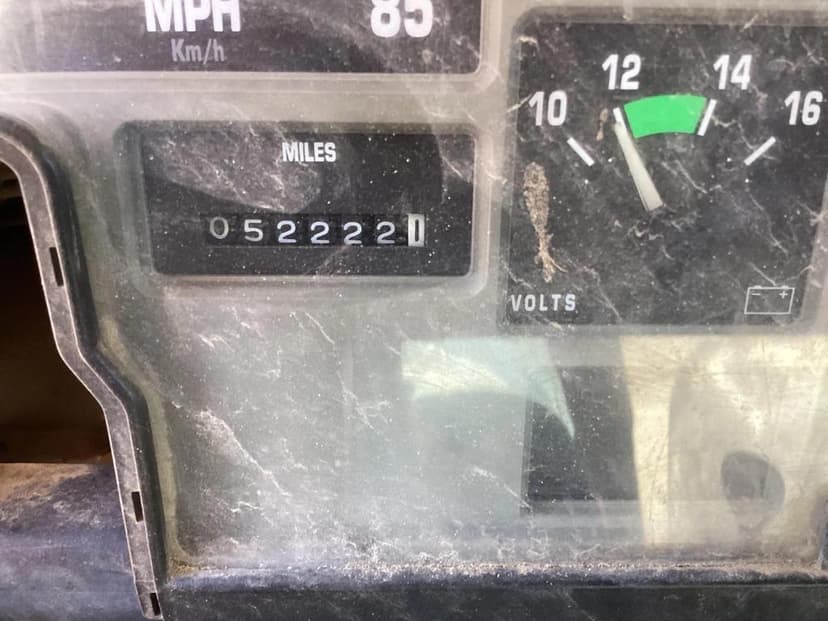 MPH 85
Km/h
MILES
0522221
10 12 14 16
VOLTS
- +